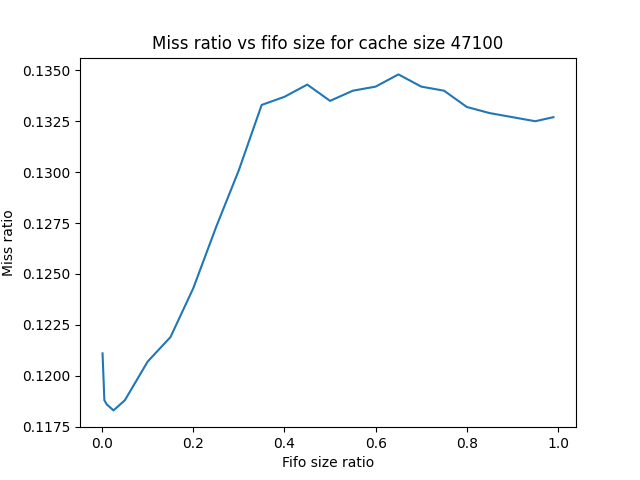 Miss ratio vs fifo size for cache size 47100
0.1350
0.1325
0.1300
0.1275
0.1250
0.1225
0.1200
0.1175
Miss ratio
0.0 0.2 0.4 0.6 0.8 1.0
Fifo size ratio